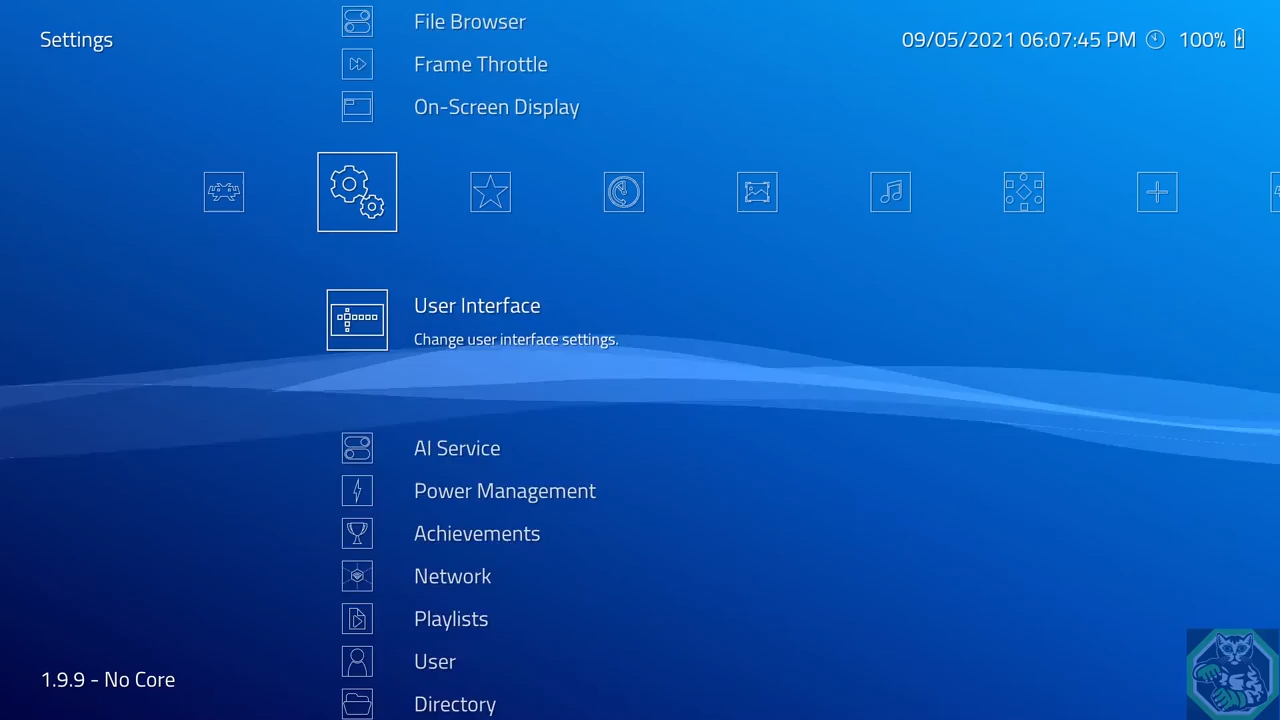 File Browser
Settings
09/05/2021 06:07:45 PM 100%
Frame Throttle
On-Screen Display
User Interface
Change user interface settings.
AI Service
Power Management
Achievements
Network
Playlists
User
1.9.9 - No Core
Directory